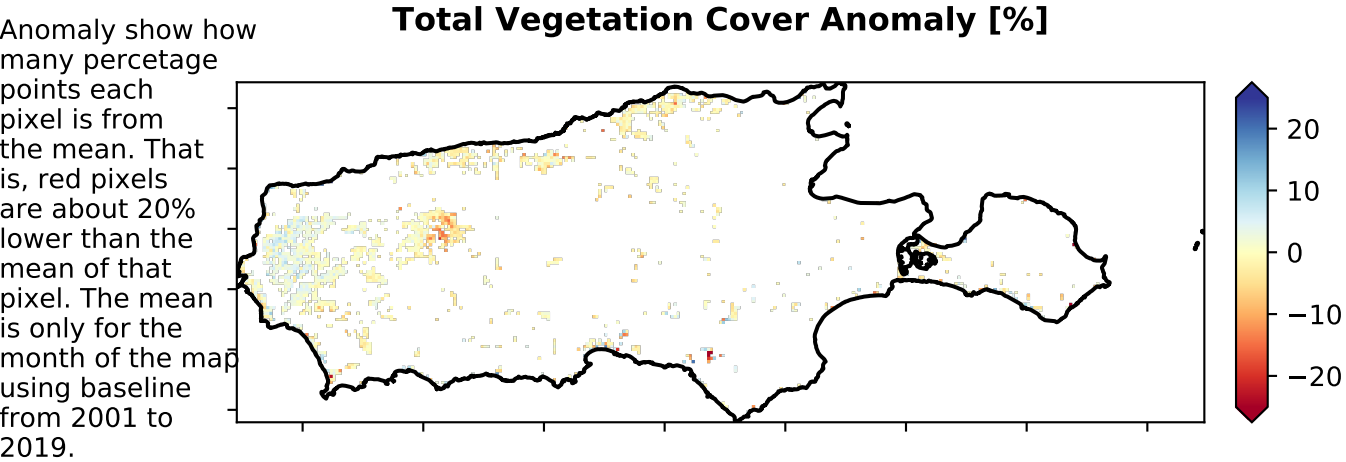 Total Vegetation Cover Anomaly [%]
Anomaly show how
many percetage
points each
pixel is from
the mean. That
is, red pixels
are about 20%
lower than the
mean of that
pixel. The mean
is only for the
month of the map
using baseline
from 2001 to
2019.
20
10
0
−10
−20